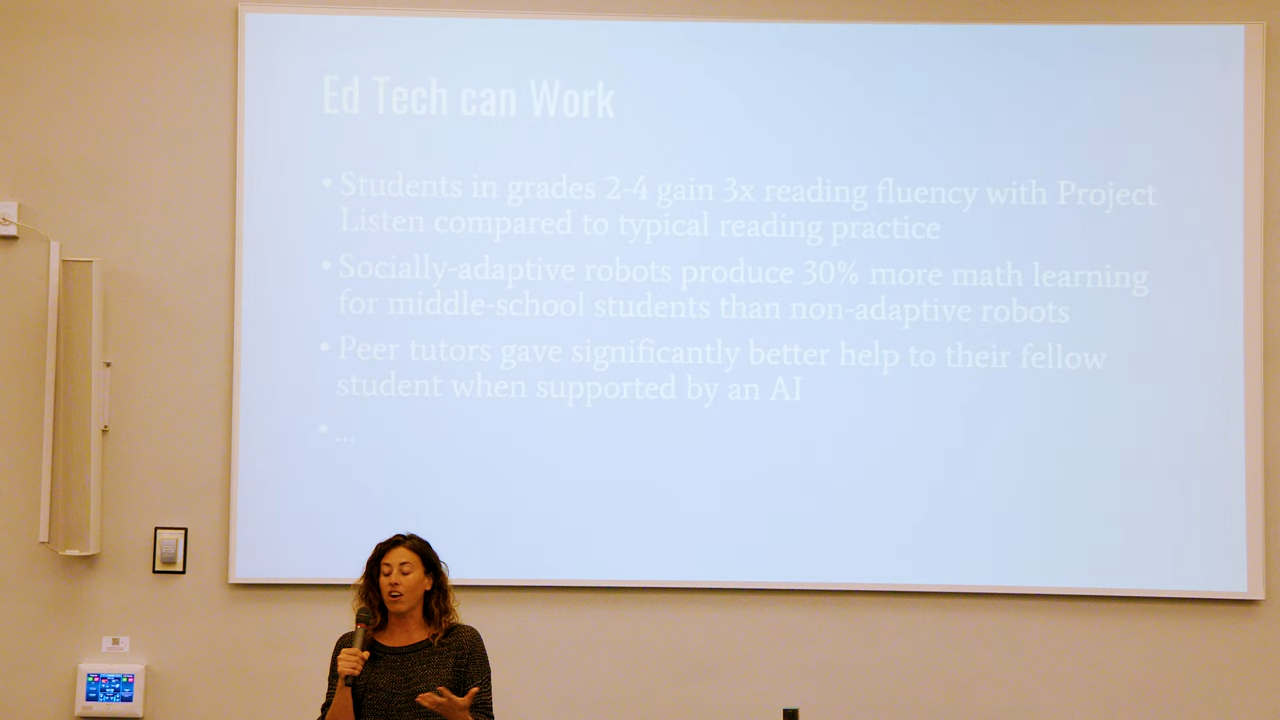 Ed Tech can Work
• Students in grades 2-4 gain 3x reading fluency with Project
Listen compared to typical reading practice
• Socially-adaptive robots produce 30% more math learning
for middle-school students than non-adaptive robots
• Peer tutors gave significantly better help to their fellow
student when supported by an AI
• ...